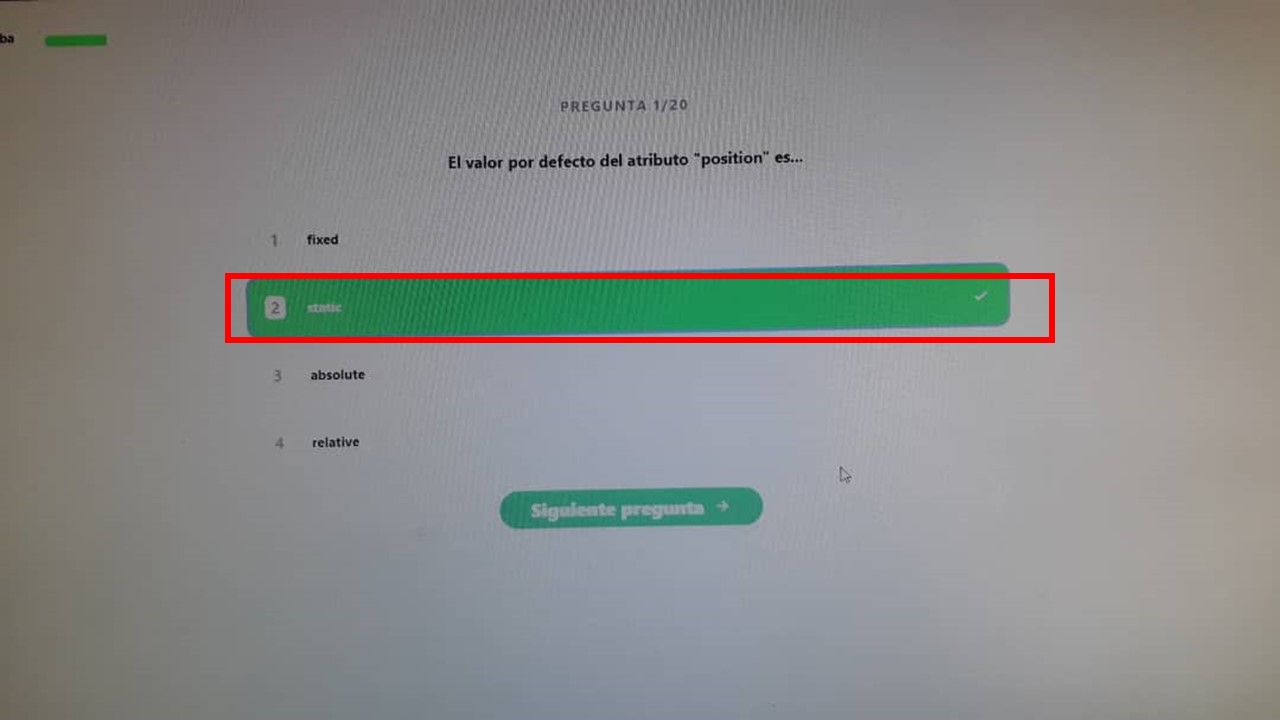 ba
PREGUNTA 1/20
El valor por defecto del atributo "position" es...
1 fixed
2 static
3 absolute
4 relative
Siguiente pregunta →